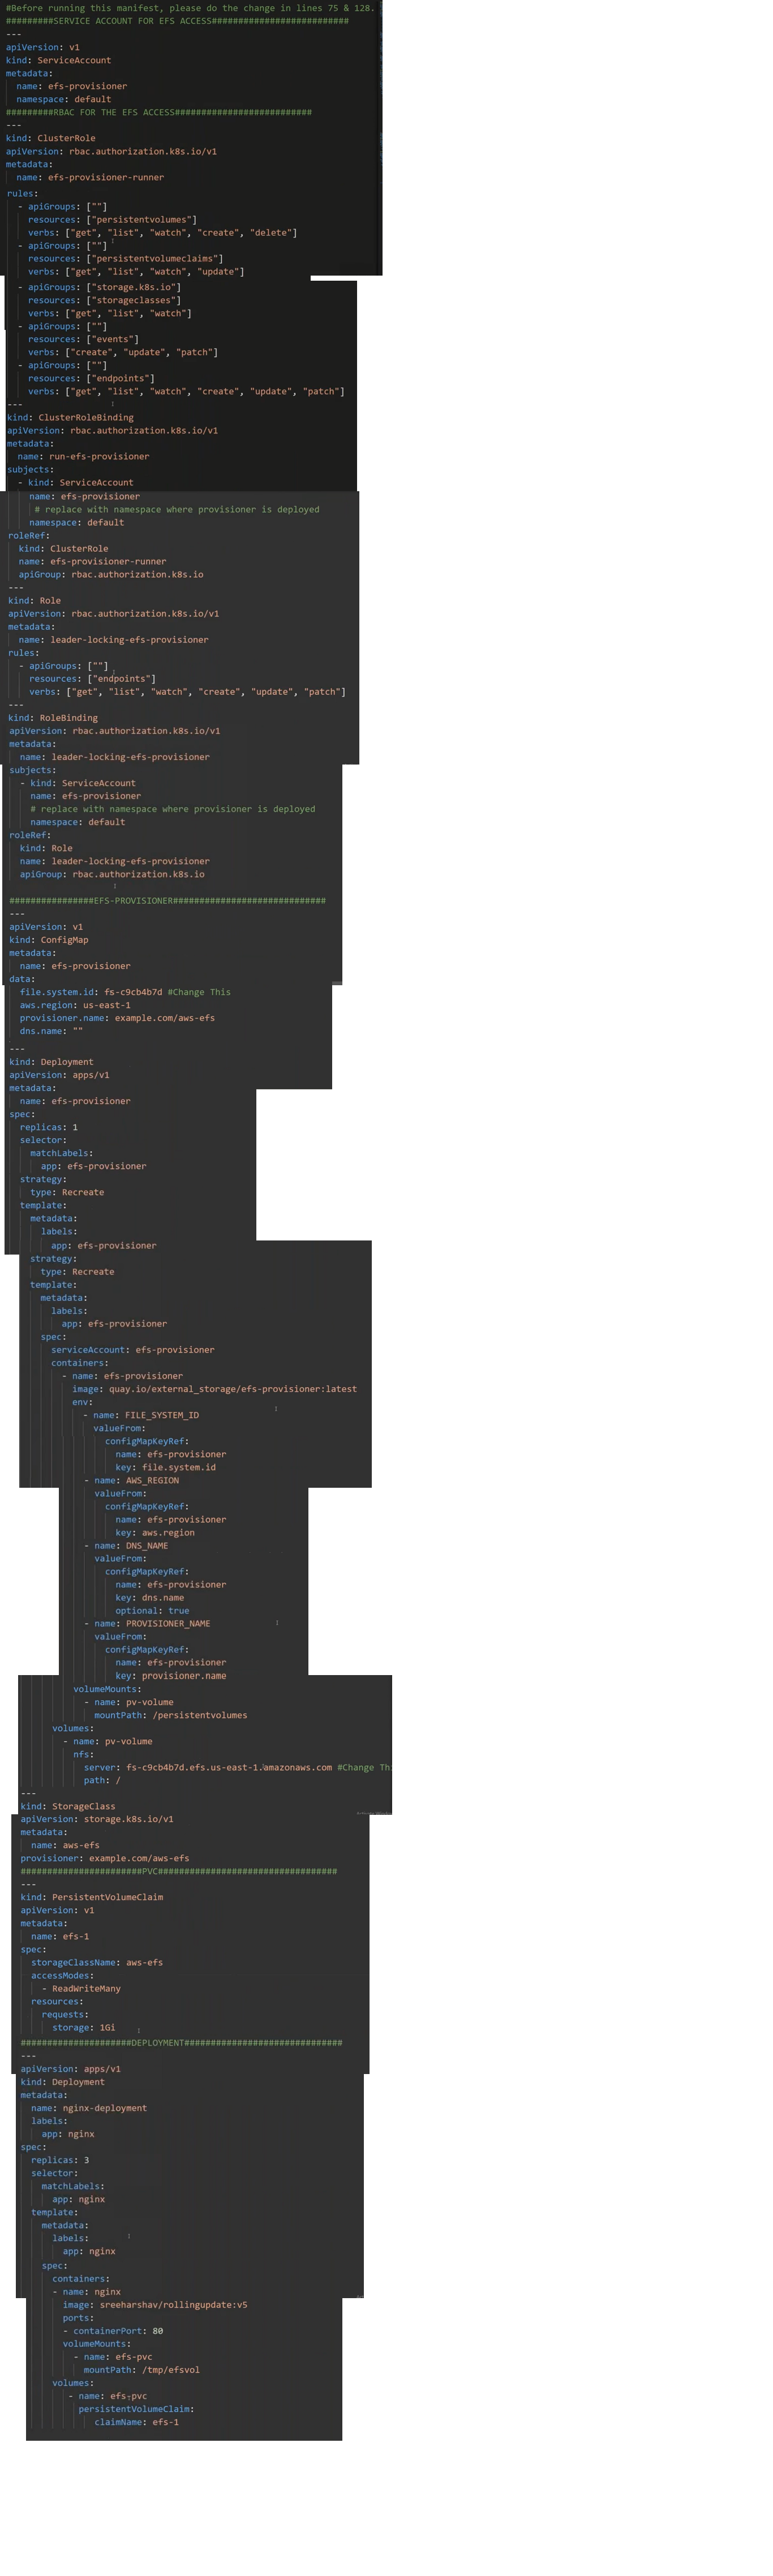 #Before running this manifest, please do the change in lines 75 & 128.
#########SERVICE ACCOUNT FOR EFS ACCESS##########################
---
apiVersion: v1
kind: ServiceAccount
metadata:
  name: efs-provisioner
  namespace: default
#########RBAC FOR THE EFS ACCESS##########################
---
kind: ClusterRole
apiVersion: rbac.authorization.k8s.io/v1
metadata:
  name: efs-provisioner-runner
rules:
  - apiGroups: [""]
    resources: ["persistentvolumes"]
    verbs: ["get", "list", "watch", "create", "delete"]
  - apiGroups: [""]
    resources: ["persistentvolumeclaims"]
    verbs: ["get", "list", "watch", "update"]
  - apiGroups: ["storage.k8s.io"]
    resources: ["storageclasses"]
    verbs: ["get", "list", "watch"]
  - apiGroups: [""]
    resources: ["events"]
    verbs: ["create", "update", "patch"]
  - apiGroups: [""]
    resources: ["endpoints"]
    verbs: ["get", "list", "watch", "create", "update", "patch"]
---
kind: ClusterRoleBinding
apiVersion: rbac.authorization.k8s.io/v1
metadata:
  name: run-efs-provisioner
subjects:
  - kind: ServiceAccount
    name: efs-provisioner
     # replace with namespace where provisioner is deployed
    namespace: default
roleRef:
  kind: ClusterRole
  name: efs-provisioner-runner
  apiGroup: rbac.authorization.k8s.io
---
kind: Role
apiVersion: rbac.authorization.k8s.io/v1
metadata:
  name: leader-locking-efs-provisioner
rules:
  - apiGroups: [""]
    resources: ["endpoints"]
    verbs: ["get", "list", "watch", "create", "update", "patch"]
---
kind: RoleBinding
apiVersion: rbac.authorization.k8s.io/v1
metadata:
  name: leader-locking-efs-provisioner
subjects:
  - kind: ServiceAccount
    name: efs-provisioner
    # replace with namespace where provisioner is deployed
    namespace: default
roleRef:
  kind: Role
  name: leader-locking-efs-provisioner
  apiGroup: rbac.authorization.k8s.io
################EFS-PROVISIONER#############################
---
apiVersion: v1
kind: ConfigMap
metadata:
  name: efs-provisioner
data:
  file.system.id: fs-c9cb4b7d #Change This
  aws.region: us-east-1
  provisioner.name: example.com/aws-efs
  dns.name: ""
---
kind: Deployment
apiVersion: apps/v1
metadata:
  name: efs-provisioner
spec:
  replicas: 1
  selector:
    matchLabels:
      app: efs-provisioner
  strategy:
    type: Recreate
  template:
    metadata:
      labels:
        app: efs-provisioner
  strategy:
    type: Recreate
  template:
    metadata:
      labels:
        app: efs-provisioner
    spec:
      serviceAccount: efs-provisioner
      containers:
        - name: efs-provisioner
          image: quay.io/external_storage/efs-provisioner:latest
          env:
            - name: FILE_SYSTEM_ID
              valueFrom:
                configMapKeyRef:
                  name: efs-provisioner
                  key: file.system.id
            - name: AWS_REGION
              valueFrom:
                configMapKeyRef:
                  name: efs-provisioner
                  key: aws.region
            - name: DNS_NAME
              valueFrom:
                configMapKeyRef:
                  name: efs-provisioner
                  key: dns.name
                  optional: true
            - name: PROVISIONER_NAME
              valueFrom:
                configMapKeyRef:
                  name: efs-provisioner
                  key: provisioner.name
          volumeMounts:
            - name: pv-volume
              mountPath: /persistentvolumes
      volumes:
        - name: pv-volume
          nfs:
            server: fs-c9cb4b7d.efs.us-east-1.amazonaws.com #Change Th
            path: /
---
kind: StorageClass
apiVersion: storage.k8s.io/v1
metadata:
  name: aws-efs
provisioner: example.com/aws-efs
#######################PVC##################################
---
kind: PersistentVolumeClaim
apiVersion: v1
metadata:
  name: efs-1
spec:
  storageClassName: aws-efs
  accessModes:
    - ReadWriteMany
  resources:
    requests:
      storage: 1Gi
#####################DEPLOYMENT##############################
---
apiVersion: apps/v1
kind: Deployment
metadata:
  name: nginx-deployment
  labels:
    app: nginx
spec:
  replicas: 3
  selector:
    matchLabels:
      app: nginx
  template:
    metadata:
      labels:
        app: nginx
    spec:
      containers:
      - name: nginx
        image: sreeharshav/rollingupdate:v5
        ports:
        - containerPort: 80
        volumeMounts:
          - name: efs-pvc
            mountPath: /tmp/efsvol
      volumes:
         - name: efs-pvc
           persistentVolumeClaim:
              claimName: efs-1